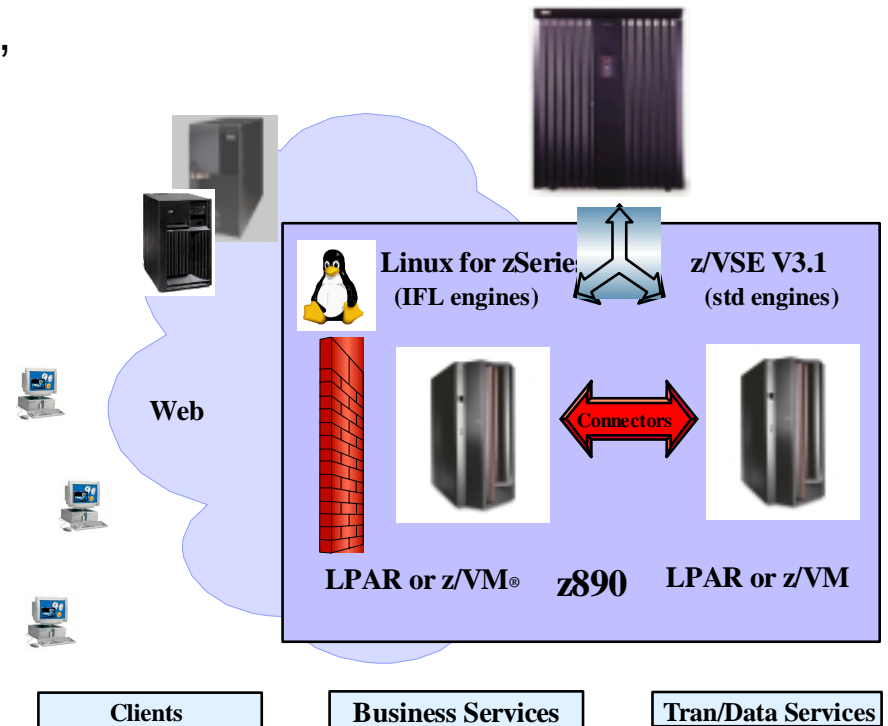 ,
Linux for zSeries
z/VSE V3.1
(IFL engines)
(std engines)
Web
Connectors
LPAR or z/VM®
z890
LPAR or z/VM
Clients
Business Services
Tran/Data Services